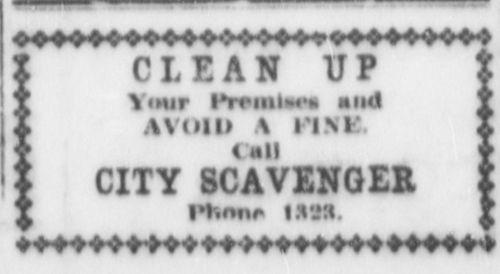 CLEAN UP
Your Premises and
AVOID A FINE.
Call
CITY SCAVENGER
Phone 1323.